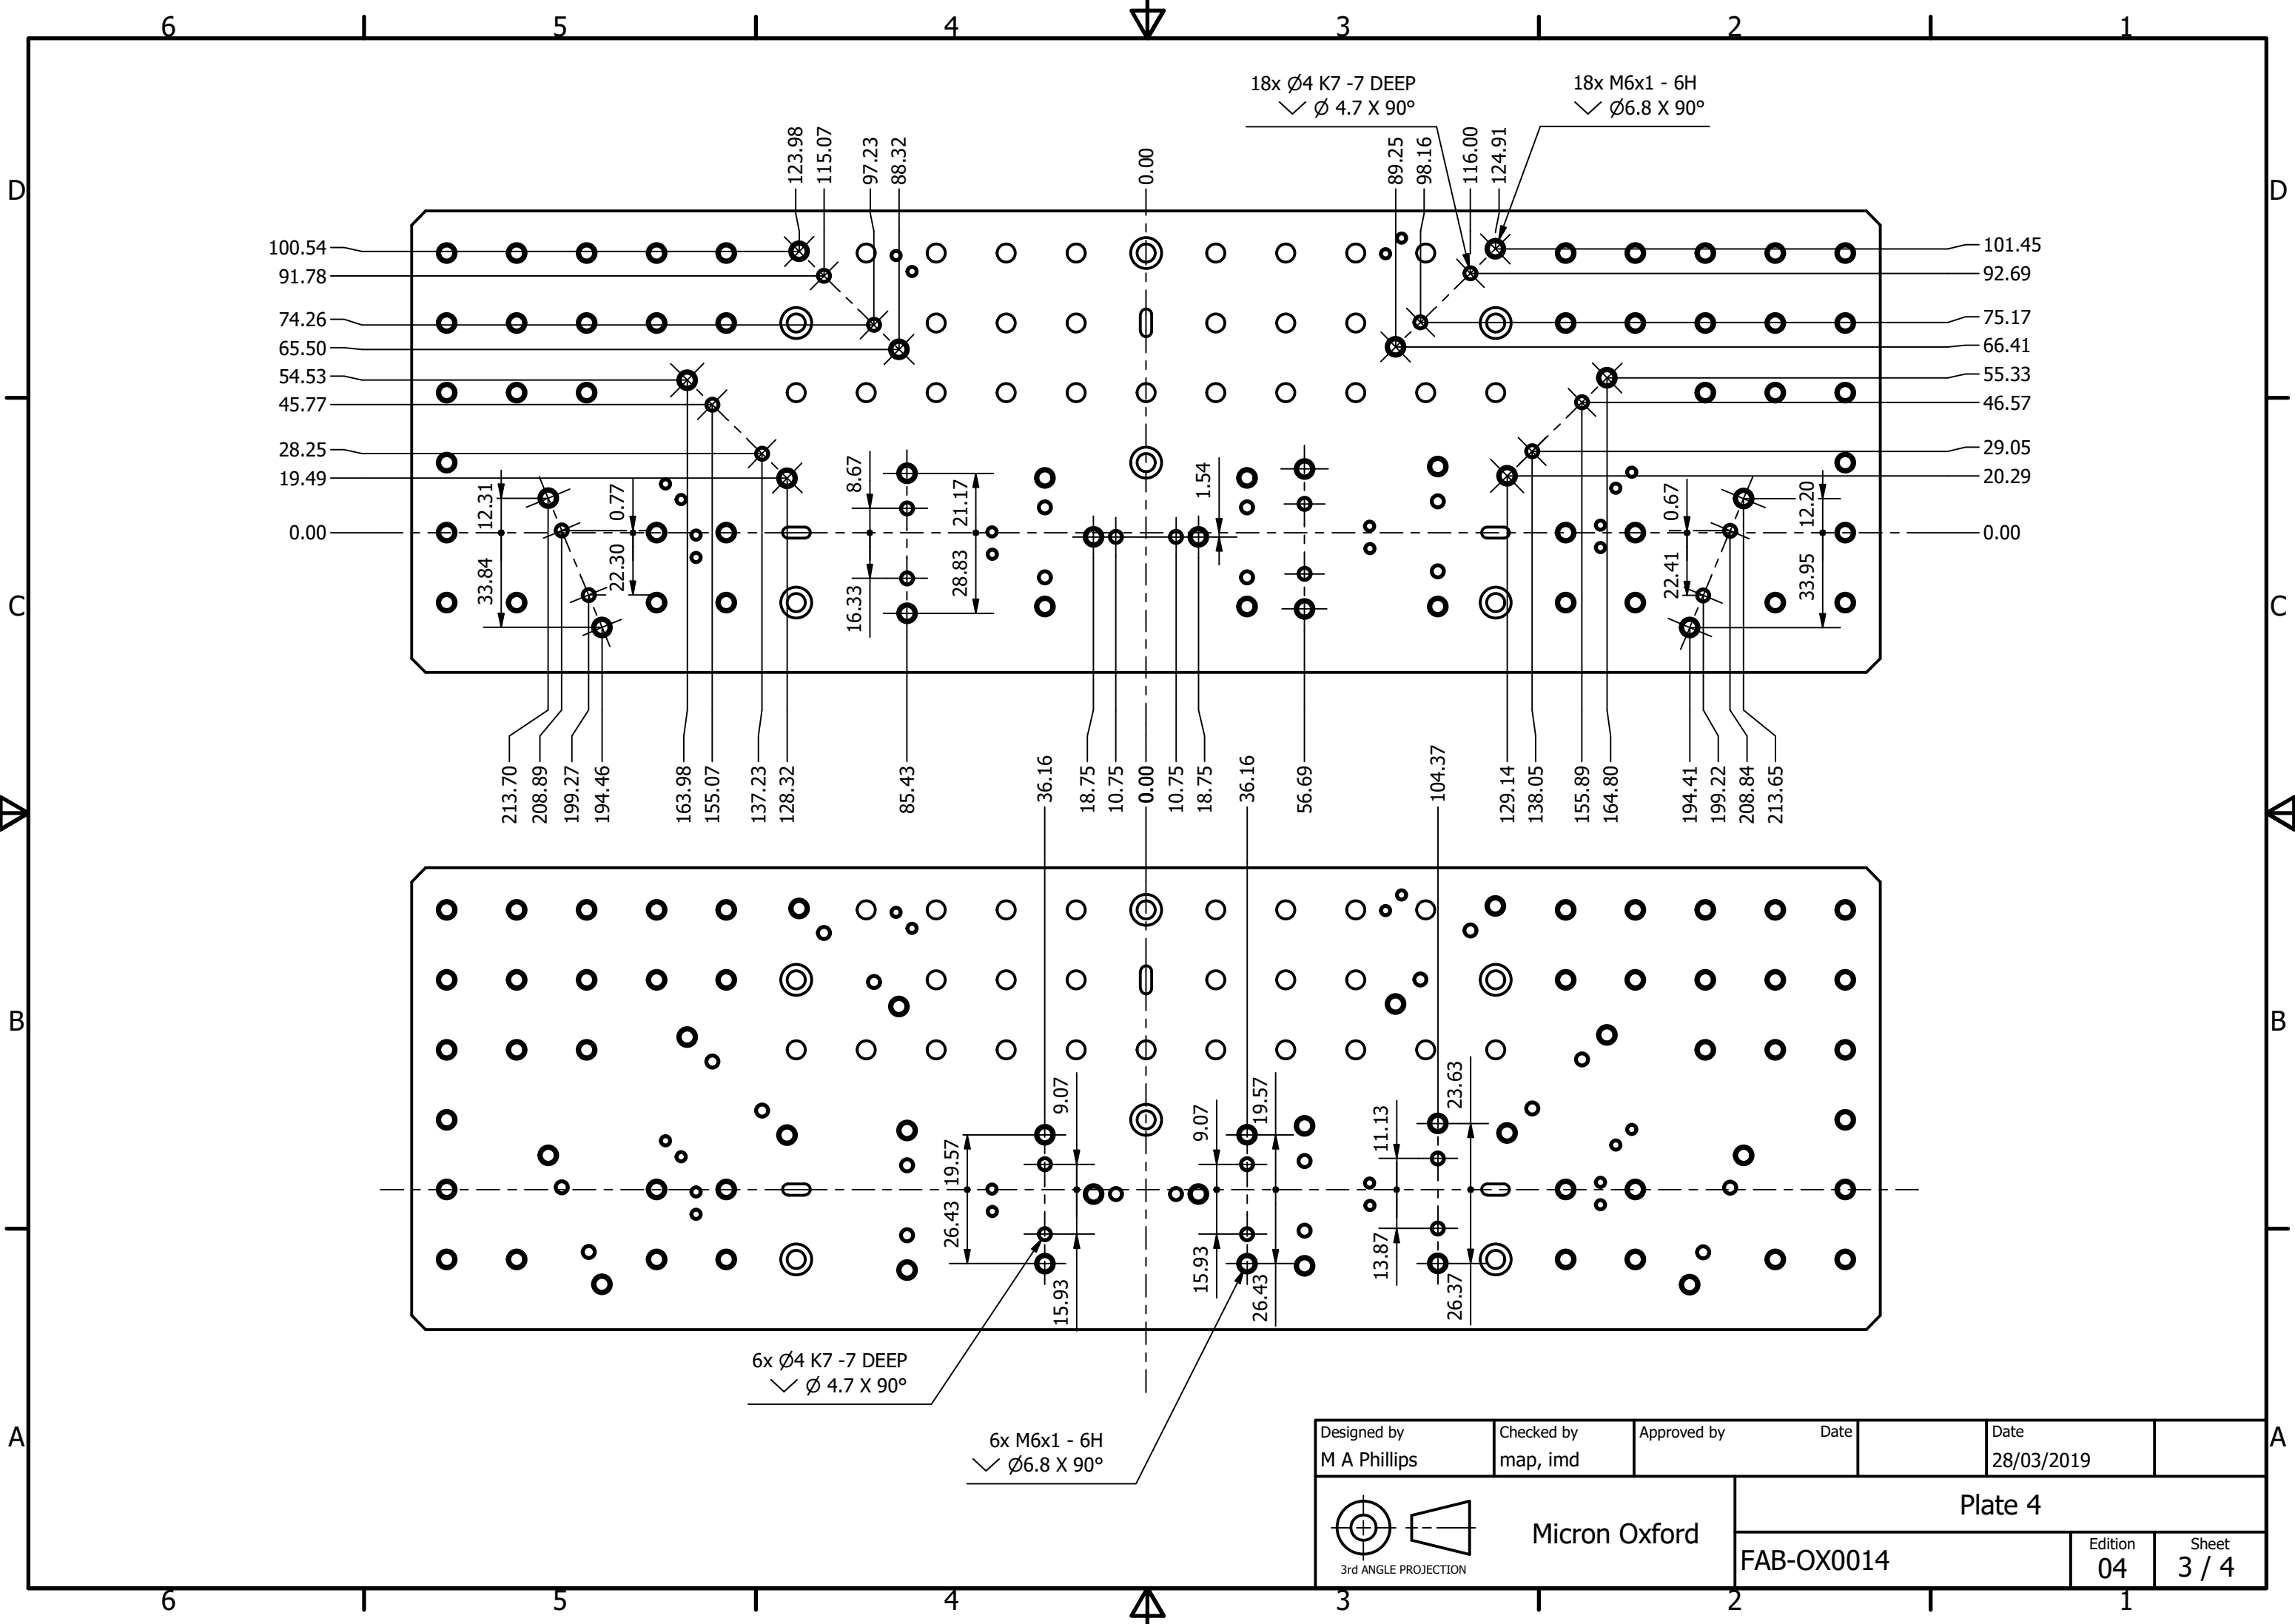 6 5 4 3 2 1
18x Ø4 K7 -7 DEEP
Ø 4.7 X 90°
18x M6x1 - 6H
Ø6.8 X 90°
123.98 115.07 97.23 88.32 0.00 89.25 98.16 116.00 124.91
D D
100.54 101.45
91.78 92.69
74.26 75.17
65.50 66.41
54.53 55.33
45.77 46.57
28.25 29.05
19.49 20.29
12.31 0.77 8.67 21.17 1.54 0.67 12.20
0.00 0.00
33.84 22.30 16.33 28.83 22.41 33.95
C C
213.70 208.89 199.27 194.46 163.98 155.07 137.23 128.32 85.43 36.16 18.75 10.75 0.00 10.75 18.75 36.16 56.69 104.37 129.14 138.05 155.89 164.80 194.41 199.22 208.84 213.65
B B
19.57 9.07 9.07 19.57 11.13 23.63
26.43 15.93 15.93 26.43 13.87 26.37
6x Ø4 K7 -7 DEEP
Ø 4.7 X 90°
6x M6x1 - 6H
Ø6.8 X 90°
A A
Designed by Checked by Approved by Date Date
M A Phillips map, imd 28/03/2019
Plate 4
Micron Oxford
3rd ANGLE PROJECTION
FAB-OX0014
Edition Sheet
04 3 / 4
6 5 4 3 2 1